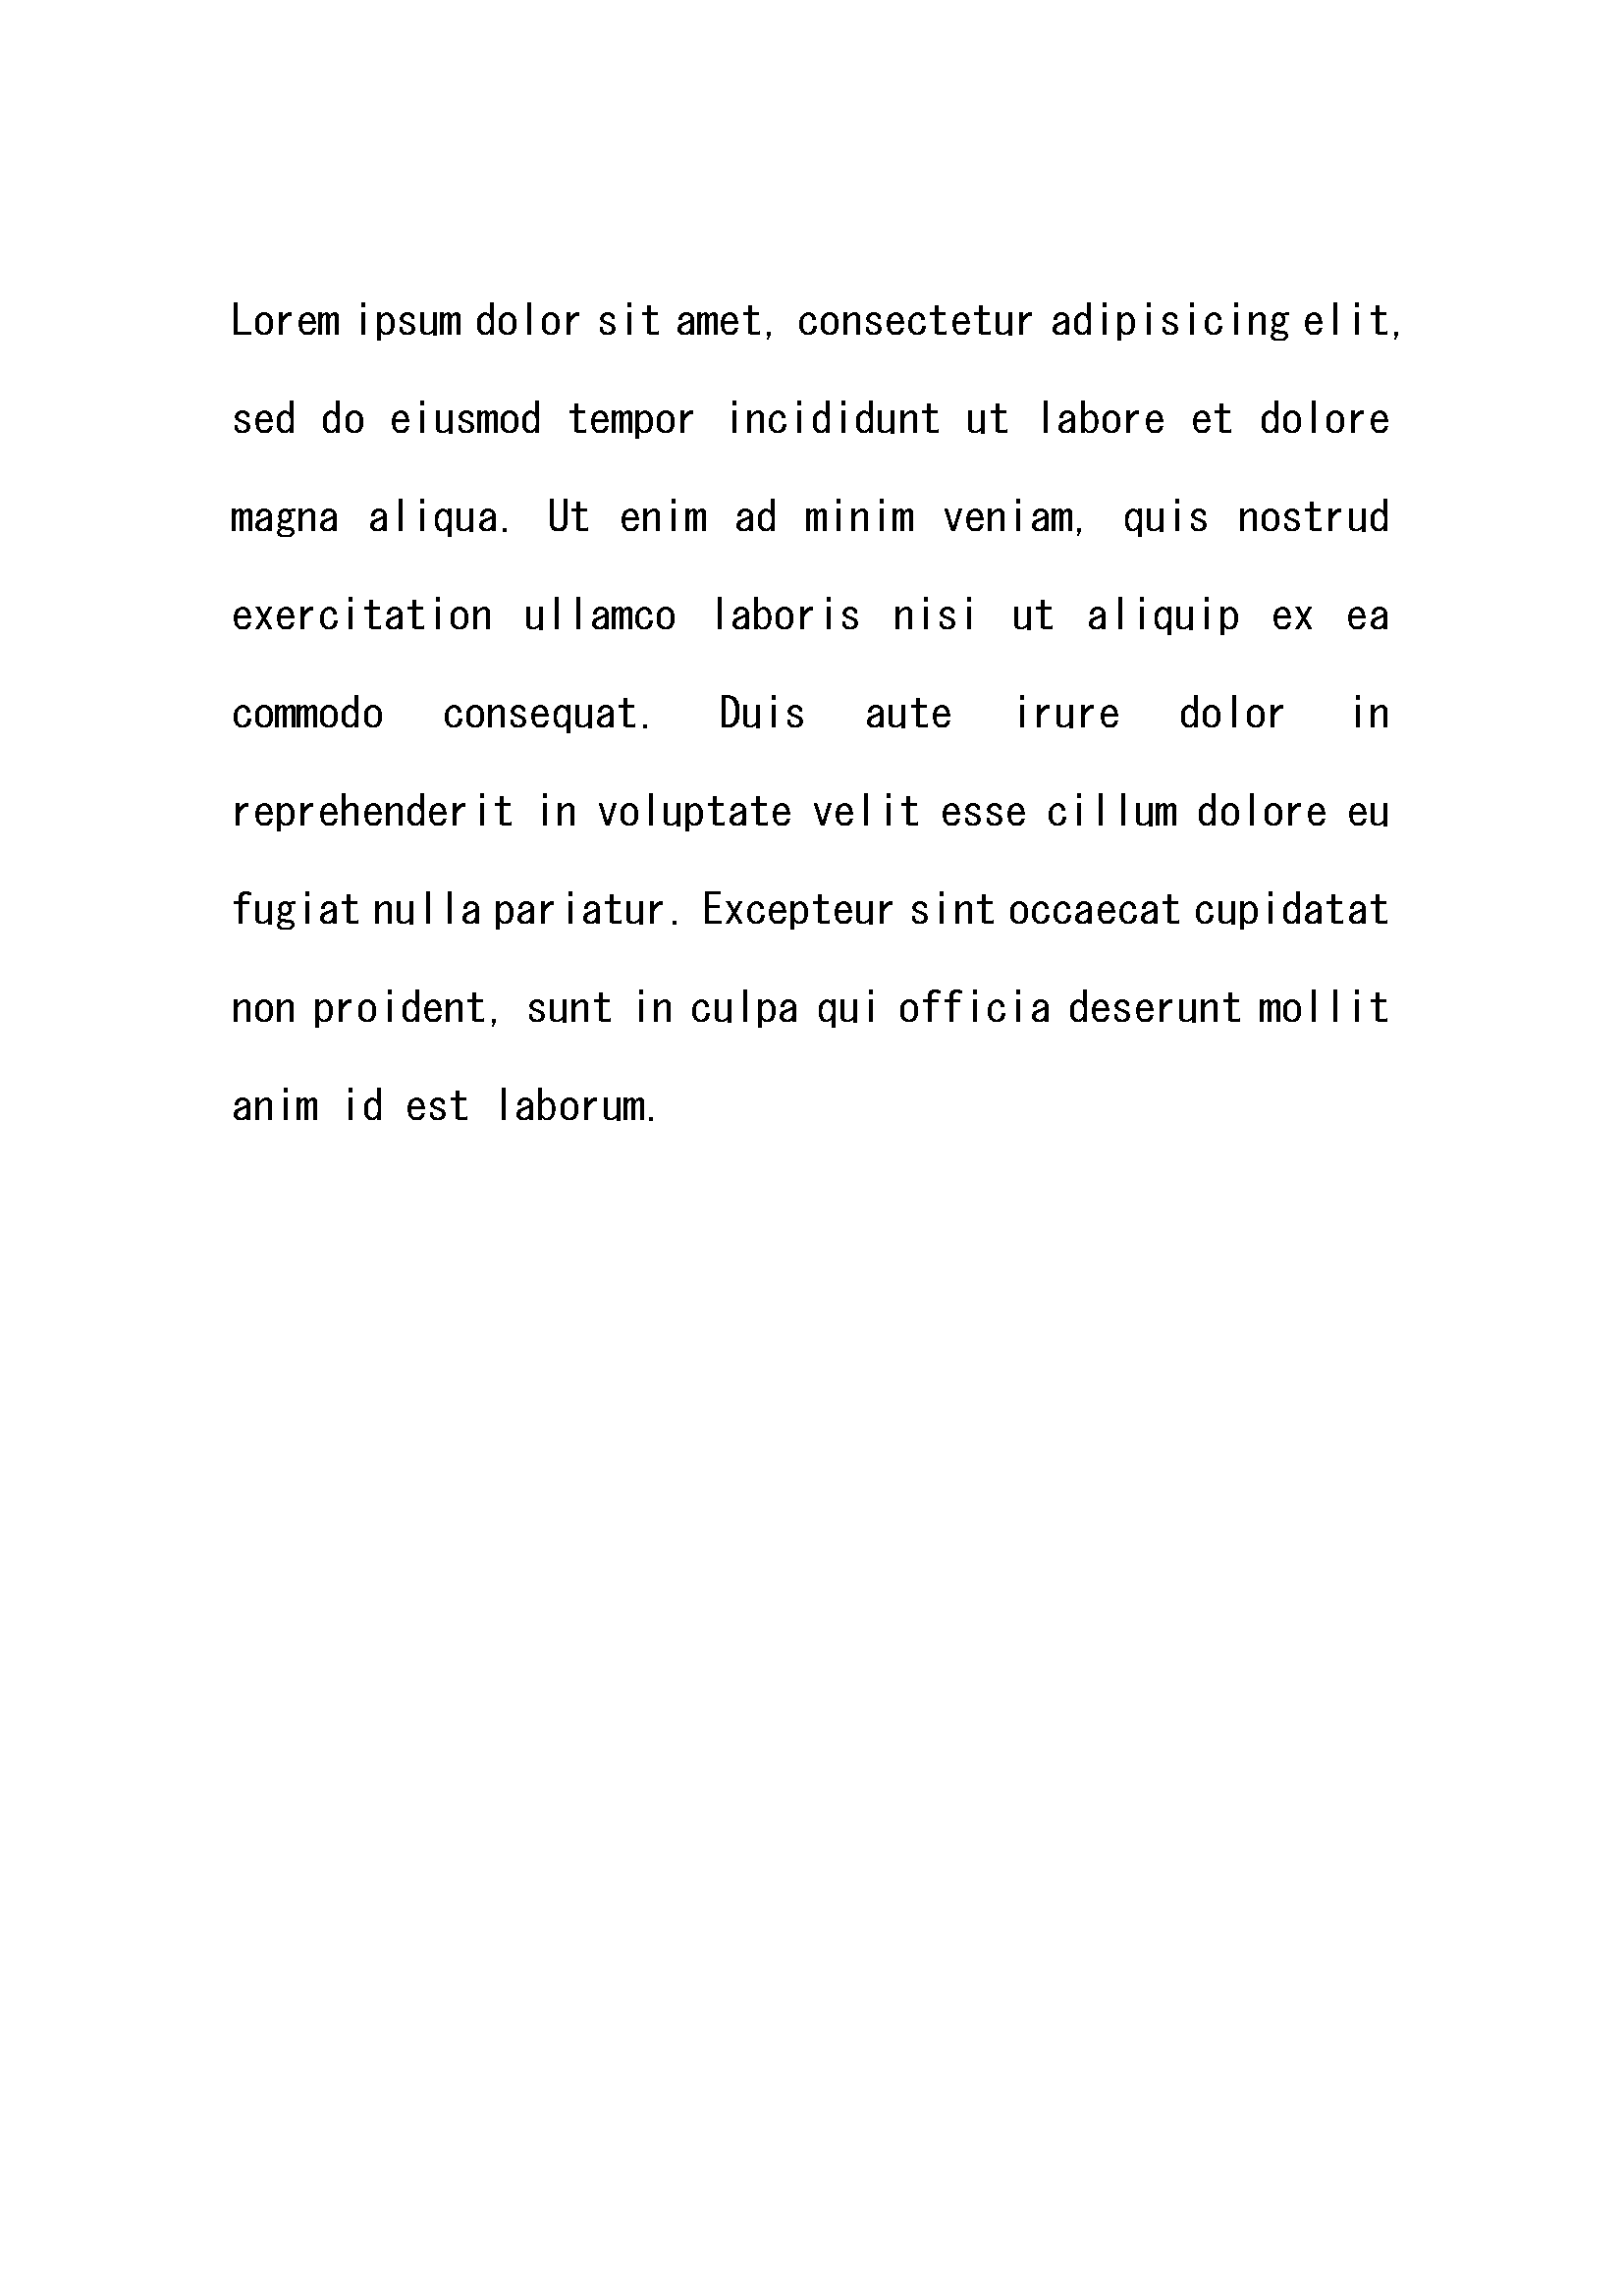 Lorem ipsum dolor sit amet, consectetur adipisicing elit,
sed do eiusmod tempor incididunt ut labore et dolore
magna aliqua. Ut enim ad minim veniam, quis nostrud
exercitation ullamco laboris nisi ut aliquip ex ea
commodo consequat. Duis aute irure dolor in
reprehenderit in voluptate velit esse cillum dolore eu
fugiat nulla pariatur. Excepteur sint occaecat cupidatat
non proident, sunt in culpa qui officia deserunt mollit
anim id est laborum.